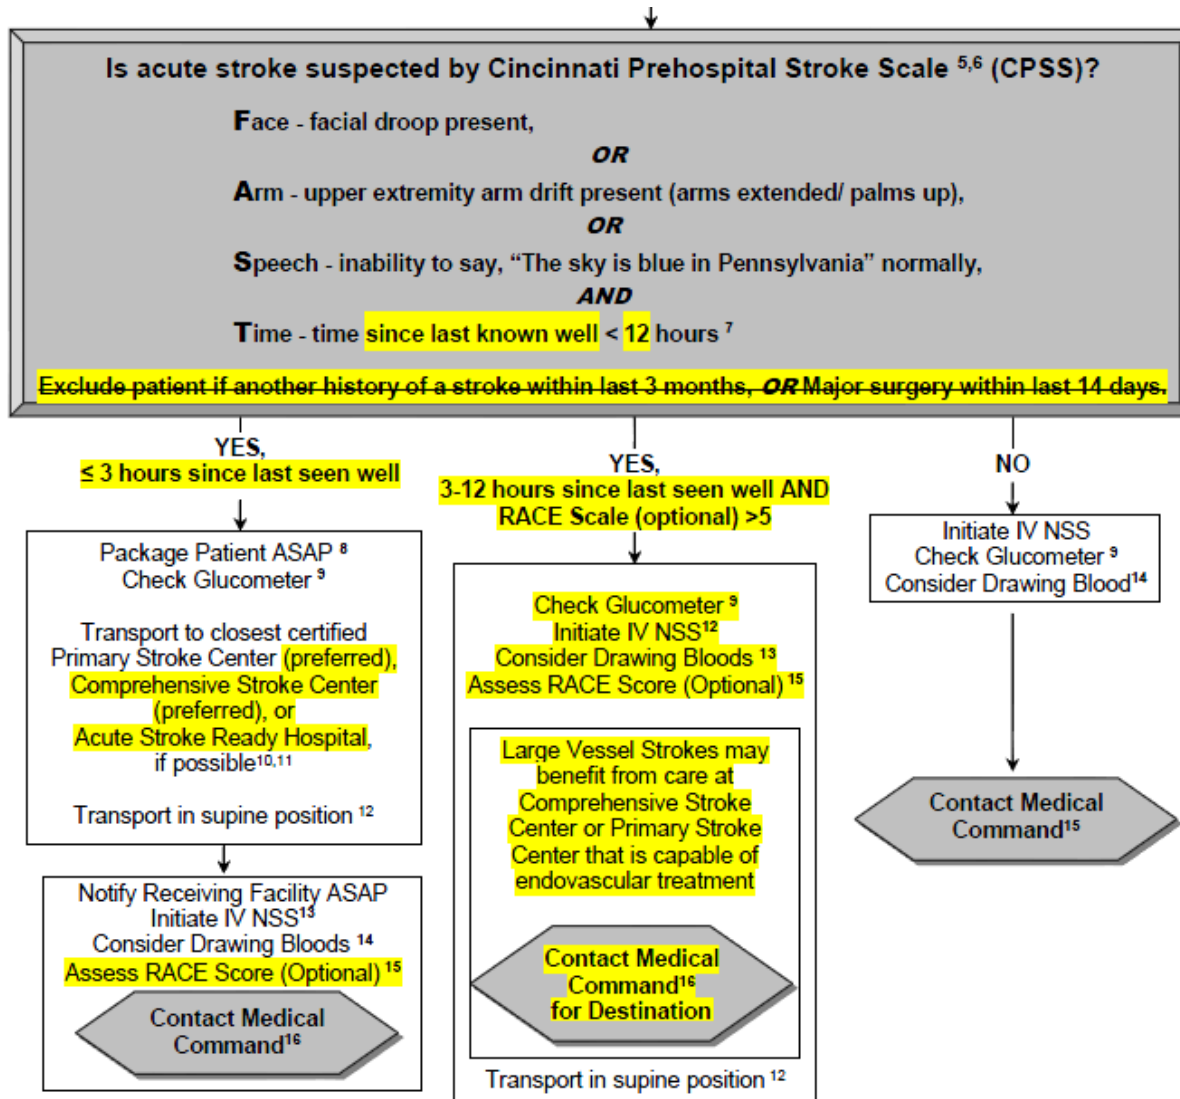 Is acute stroke suspected by Cincinnati Prehospital Stroke Scale 5,6 (CPSS)?
Face - facial droop present,
OR
Arm - upper extremity arm drift present (arms extended/ palms up),
OR
Speech - inability to say, “The sky is blue in Pennsylvania” normally,
AND
Time - time since last known well < 12 hours 7
Exclude patient if another history of a stroke within last 3 months, OR Major surgery within last 14 days.
YES,
≤ 3 hours since last seen well
Package Patient ASAP 8
Check Glucometer 9
Transport to closest certified
Primary Stroke Center (preferred),
Comprehensive Stroke Center
(preferred), or
Acute Stroke Ready Hospital,
if possible10,11
Transport in supine position 12
Notify Receiving Facility ASAP
Initiate IV NSS13
Consider Drawing Bloods 14
Assess RACE Score (Optional) 15
Contact Medical
Command16
YES,
3-12 hours since last seen well AND
RACE Scale (optional) >5
Check Glucometer 9
Initiate IV NSS12
Consider Drawing Bloods 13
Assess RACE Score (Optional) 15
Large Vessel Strokes may
benefit from care at
Comprehensive Stroke
Center or Primary Stroke
Center that is capable of
endovascular treatment
Contact Medical
Command16
for Destination
Transport in supine position 12
NO
Initiate IV NSS
Check Glucometer 9
Consider Drawing Blood14
Contact Medical
Command15